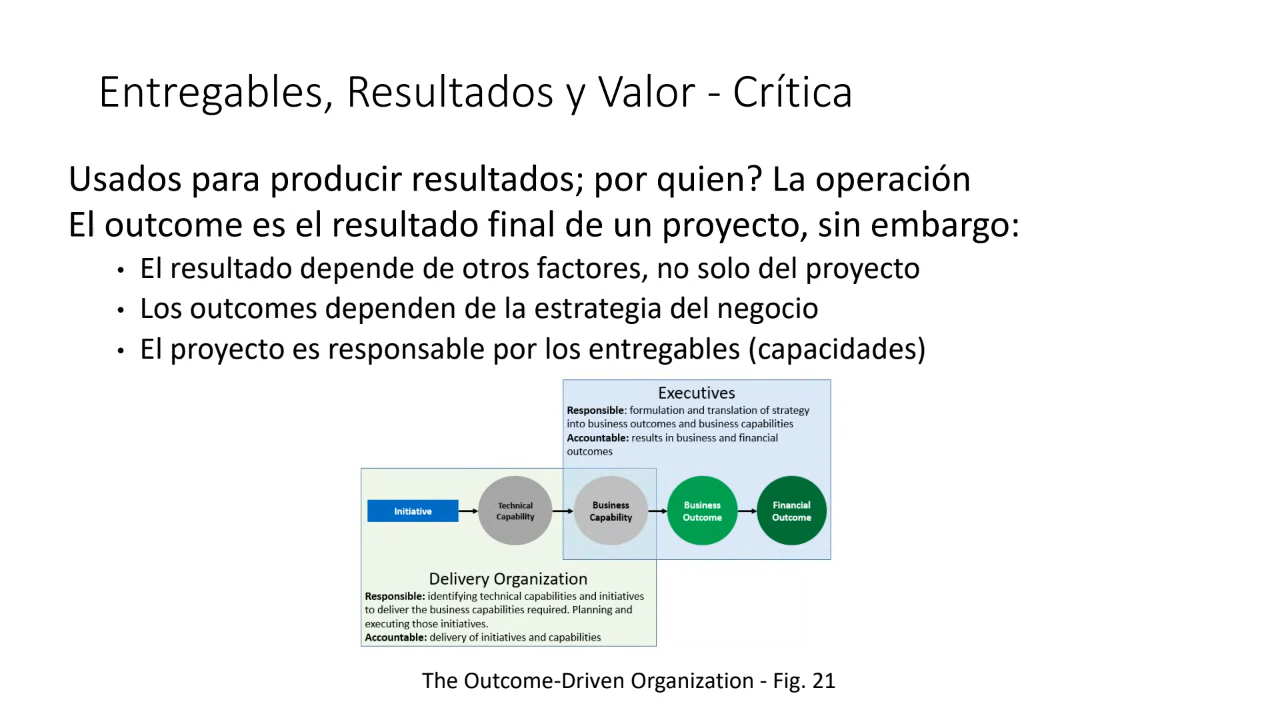 Entregables, Resultados y Valor - Crítica
Usados para producir resultados; por quien? La operación
El outcome es el resultado final de un proyecto, sin embargo:
• El resultado depende de otros factores, no solo del proyecto
• Los outcomes dependen de la estrategia del negocio
• El proyecto es responsable por los entregables (capacidades)
Executives
Responsible: formulation and translation of strategy
into business outcomes and business capabilities
Accountable: results in business and financial
outcomes
Initiative
Technical
Capability
Business
Capability
Business
Outcome
Financial
Outcome
Delivery Organization
Responsible: identifying technical capabilities and initiatives
to deliver the business capabilities required. Planning and
executing those initiatives.
Accountable: delivery of initiatives and capabilities
The Outcome-Driven Organization - Fig. 21